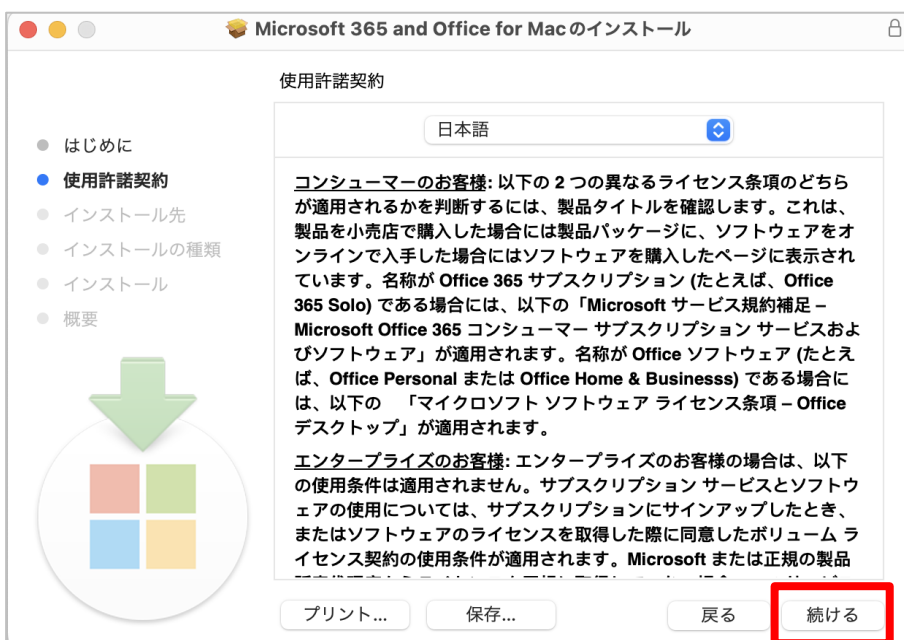 Microsoft 365 and Office for Macのインストール
使用許諾契約
日本語
はじめに
使用許諾契約
インストール先
インストールの種類
インストール
概要
コンシューマーのお客様: 以下の 2 つの異なるライセンス条項のどちら
が適用されるかを判断するには、製品タイトルを確認します。これは、
製品を小売店で購入した場合には製品パッケージに、ソフトウェアをオ
ンラインで入手した場合にはソフトウェアを購入したページに表示され
ています。名称が Office 365 サブスクリプション (たとえば、Office
365 Solo) である場合には、以下の「Microsoft サービス規約補足 –
Microsoft Office 365 コンシューマー サブスクリプション サービスおよ
びソフトウェア」が適用されます。名称が Office ソフトウェア (たとえ
ば、Office Personal または Office Home & Businesss) である場合に
は、以下の 「マイクロソフト ソフトウェア ライセンス条項 – Office
デスクトップ」が適用されます。
エンタープライズのお客様: エンタープライズのお客様の場合は、以下
の使用条件は適用されません。サブスクリプション サービスとソフトウ
ェアの使用については、サブスクリプションにサインアップしたとき、
またはソフトウェアのライセンスを取得した際に同意したボリューム ラ
イセンス契約の使用条件が適用されます。Microsoft または正規の製品
プリント...
保存...
戻る
続ける